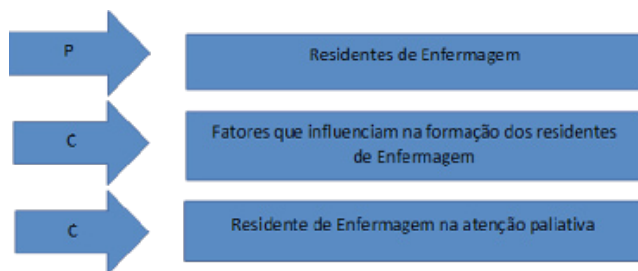 P
Residentes de Enfermagem
C
Fatores que influenciam na formação dos residentes
de Enfermagem
C
Residente de Enfermagem na atenção paliativa